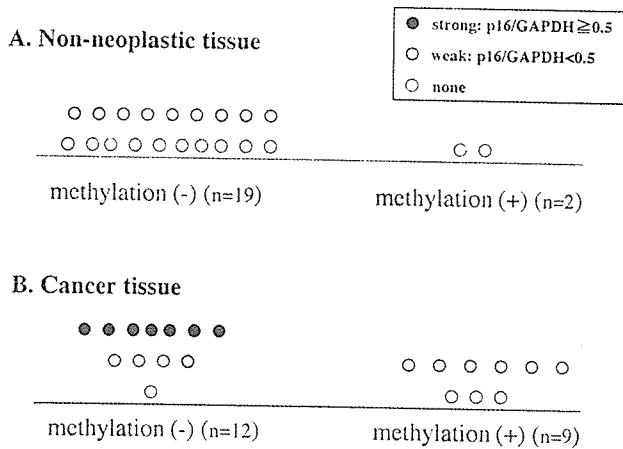 A. Non-neoplastic tissue
strong: p16/GAPDH≧0.5
weak: p16/GAPDH<0.5
none
methylation (-) (n=19)
methylation (+) (n=2)
B. Cancer tissue
methylation (-) (n=12)
methylation (+) (n=9)